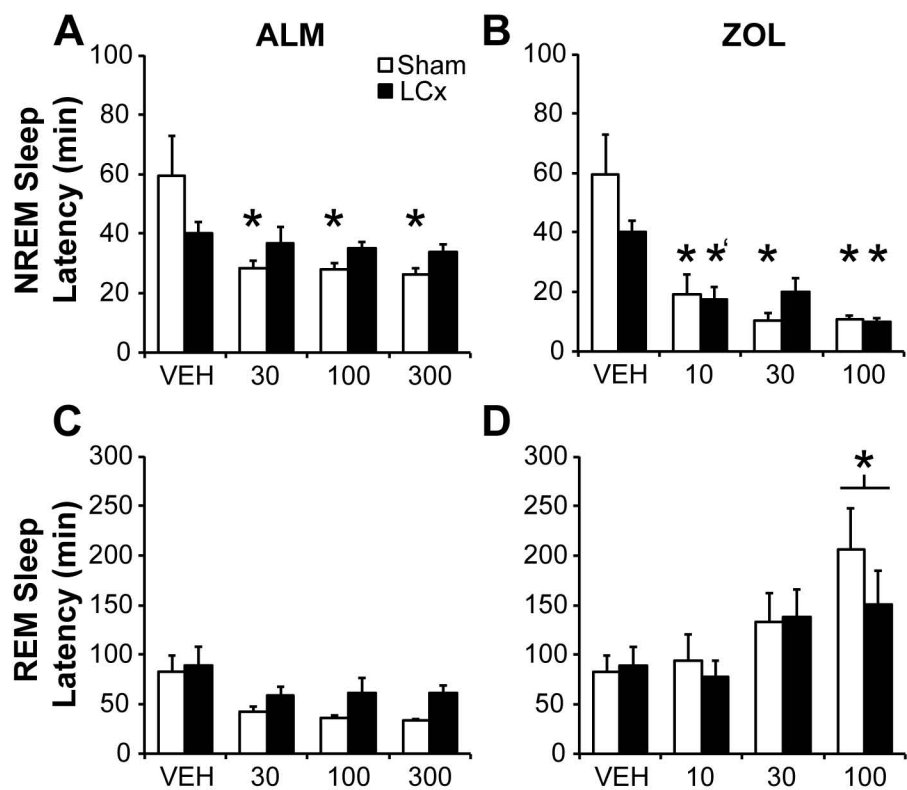 A
ALM
Sham
LCx
NREM Sleep
Latency (min)
100
80
60
40
20
0
* * *
VEH 30 100 300
B
ZOL
100
80
60
40
20
0
* *‘ * * *
VEH 10 30 100
C
REM Sleep
Latency (min)
300
250
200
150
100
50
0
VEH 30 100 300
D
300
250
200
150
100
50
0
*
VEH 10 30 100